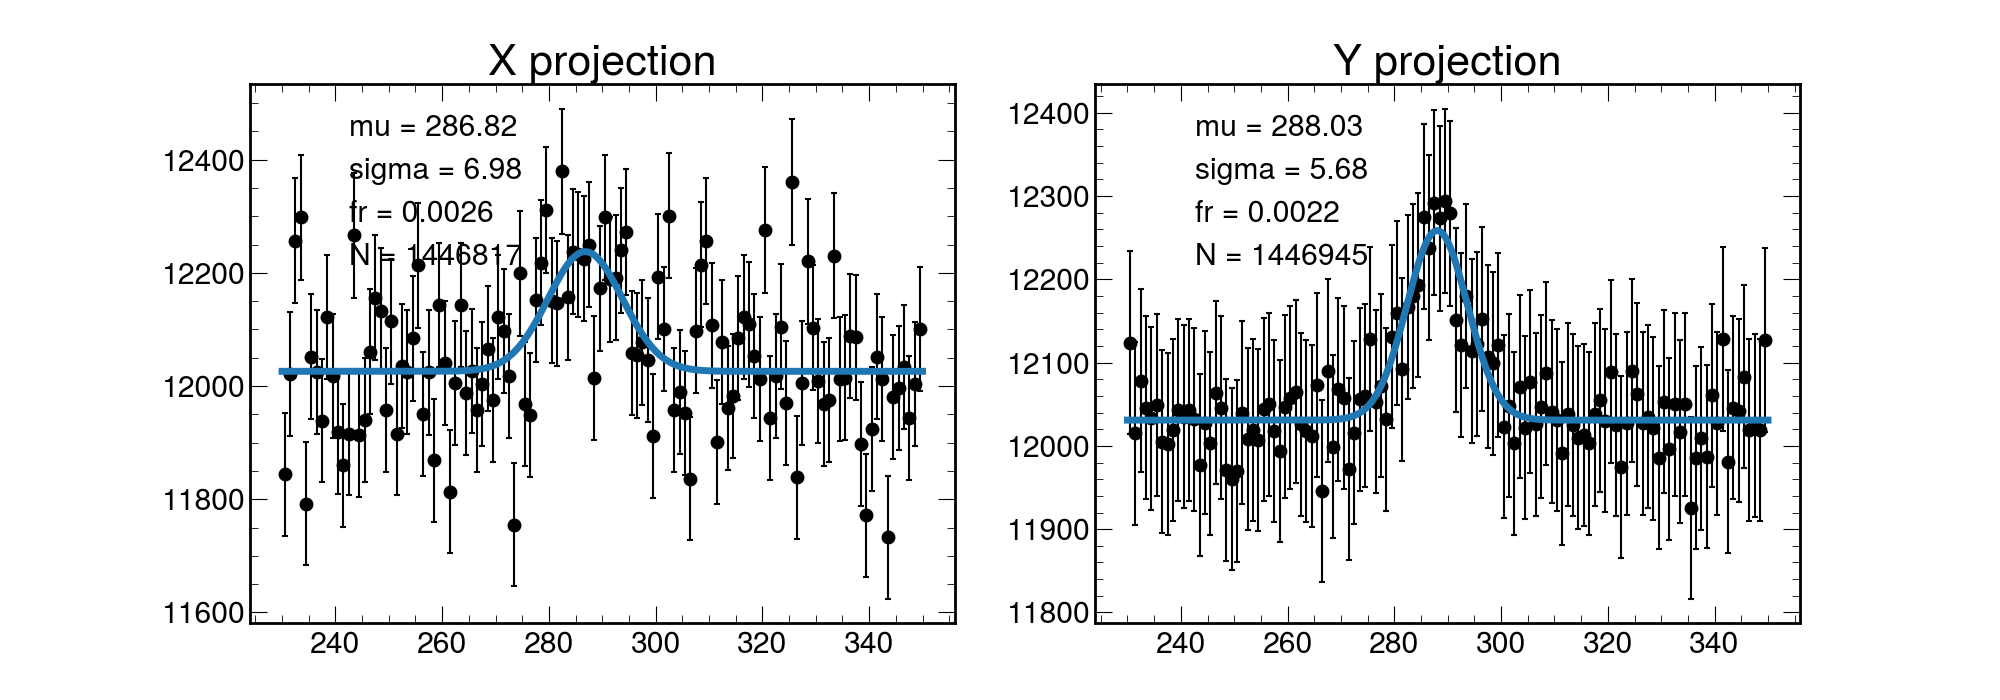 X projection
mu = 286.82
sigma = 6.98
fr = 0.0026
N = 1446817
12400
12200
12000
11800
11600
240 260 280 300 320 340
Y projection
mu = 288.03
sigma = 5.68
fr = 0.0022
N = 1446945
12400
12300
12200
12100
12000
11900
11800
240 260 280 300 320 340